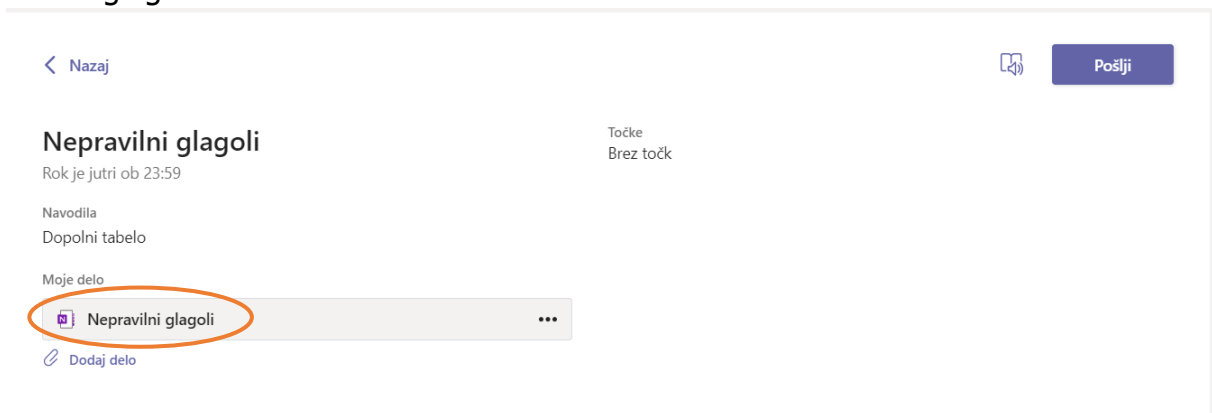 Nazaj
Pošlji
Nepravilni glagoli
Rok je jutri ob 23:59
Točke
Brez točk
Navodila
Dopolni tabelo
Moje delo
Nepravilni glagoli
Dodaj delo